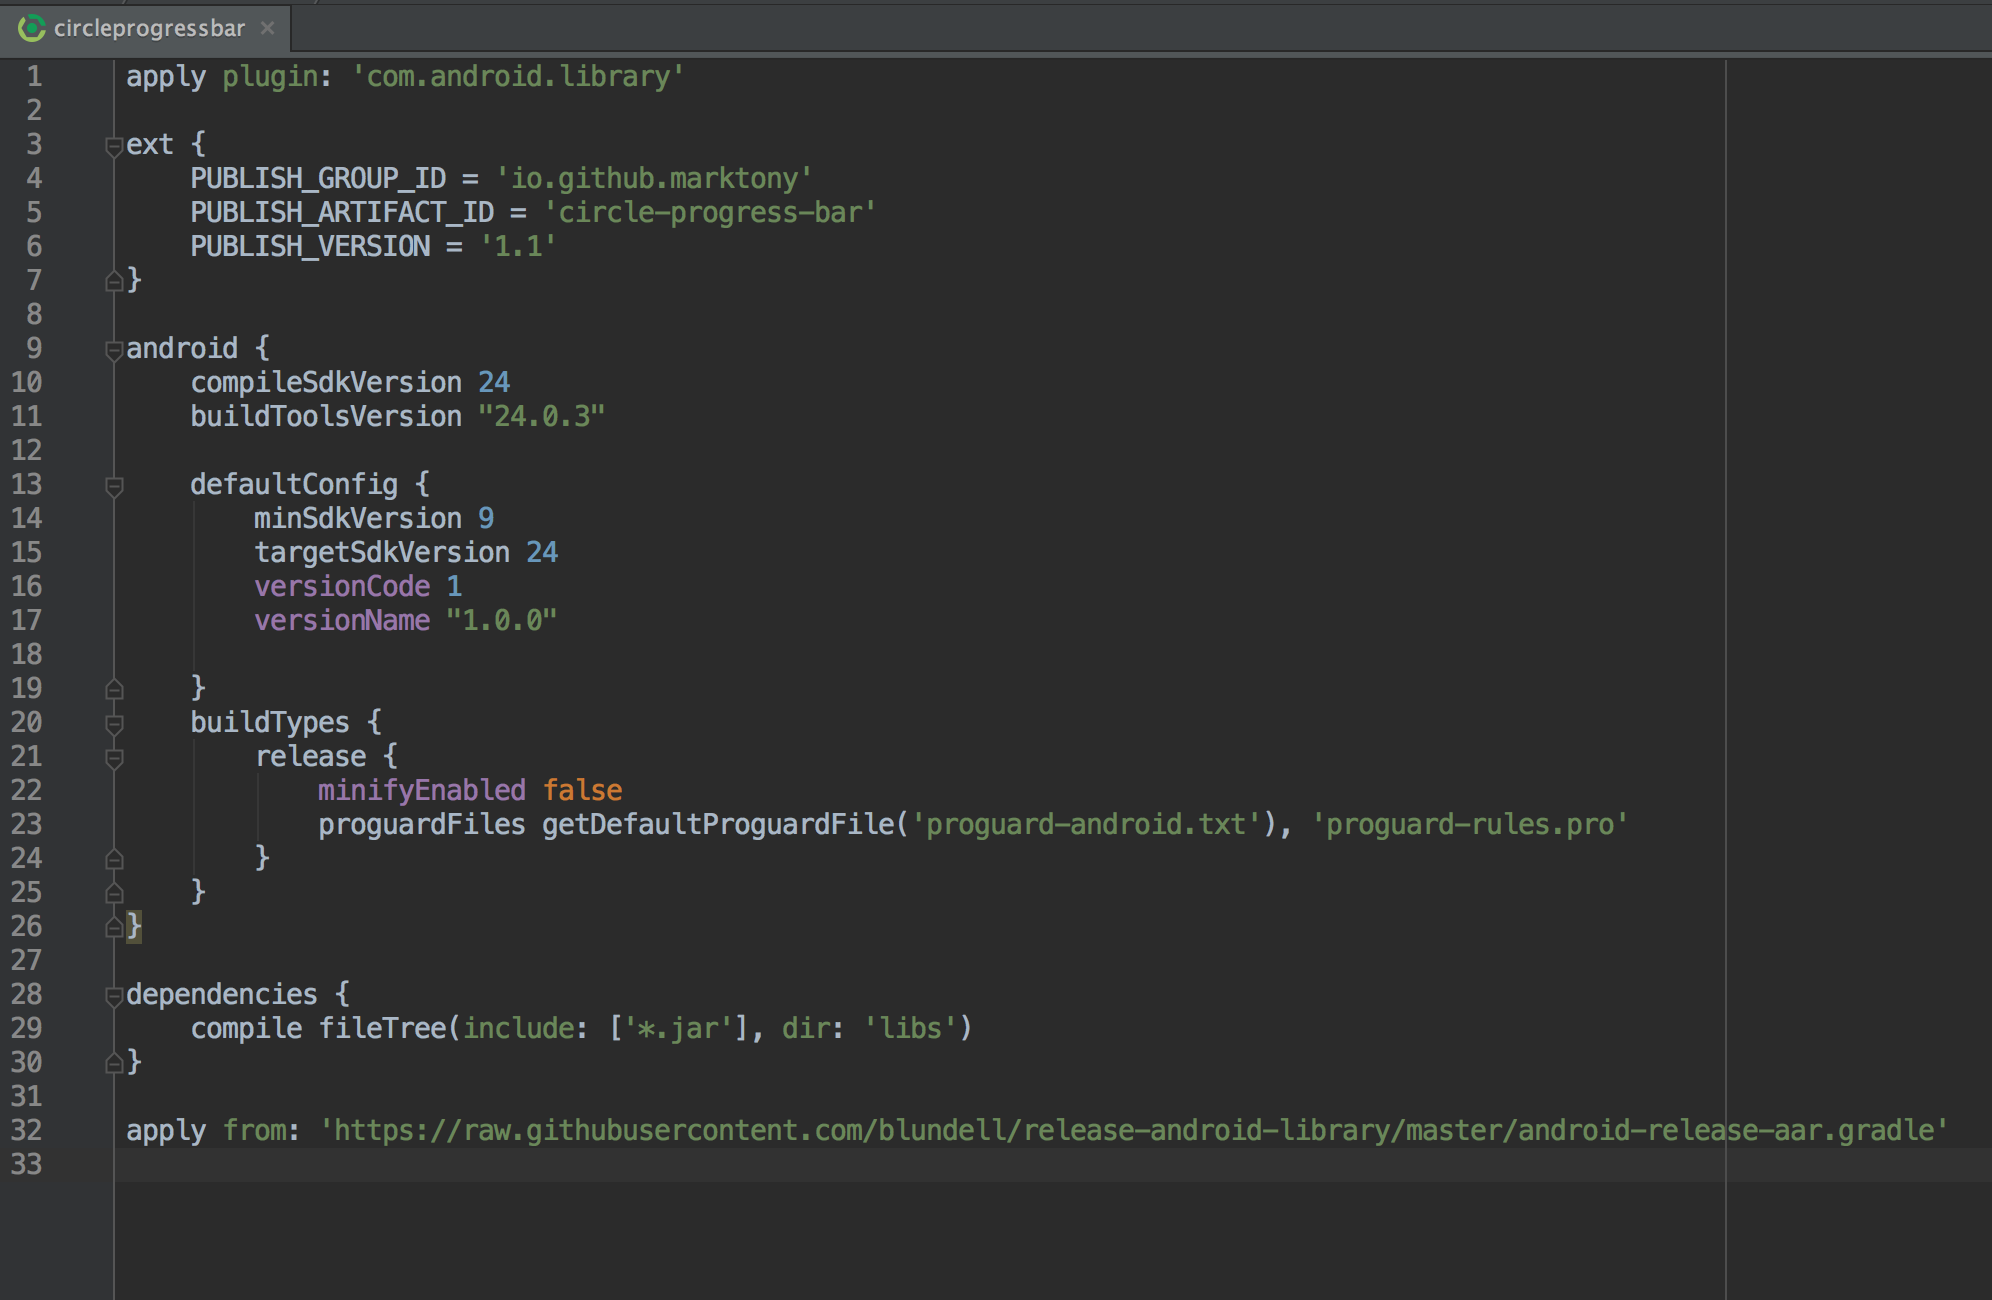 circleprogressbar ×
1 apply plugin: 'com.android.library'
2
3 ext {
4     PUBLISH_GROUP_ID = 'io.github.marktony'
5     PUBLISH_ARTIFACT_ID = 'circle-progress-bar'
6     PUBLISH_VERSION = '1.1'
7 }
8
9 android {
10     compileSdkVersion 24
11     buildToolsVersion "24.0.3"
12
13     defaultConfig {
14         minSdkVersion 9
15         targetSdkVersion 24
16         versionCode 1
17         versionName "1.0.0"
18
19     }
20     buildTypes {
21         release {
22             minifyEnabled false
23             proguardFiles getDefaultProguardFile('proguard-android.txt'), 'proguard-rules.pro'
24         }
25     }
26 }
27
28 dependencies {
29     compile fileTree(include: ['*.jar'], dir: 'libs')
30 }
31
32 apply from: 'https://raw.githubusercontent.com/blundell/release-android-library/master/android-release-aar.gradle'
33